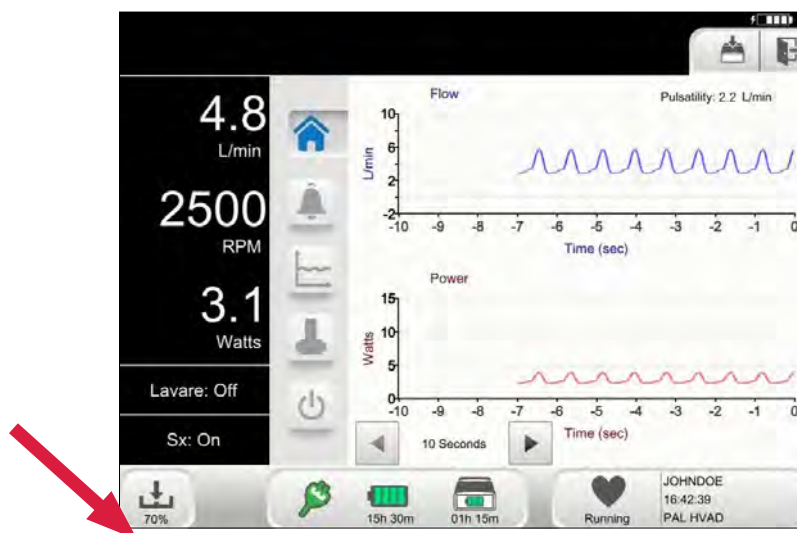 4.8
L/min
2500
RPM
3.1
Watts
Lavare: Off
Sx: On
70%
Flow
Pulsatility: 2.2 L/min
L/min
10
6
2
-2
-10 -9 -8 -7 -6 -5 -4 -3 -2 -1 0
Time (sec)
Power
Watts
15
10
5
0
-10 -9 -8 -7 -6 -5 -4 -3 -2 -1 0
Time (sec)
10 Seconds
15h 30m
01h 15m
Running
JOHNDOE
16:42:39
PAL HVAD